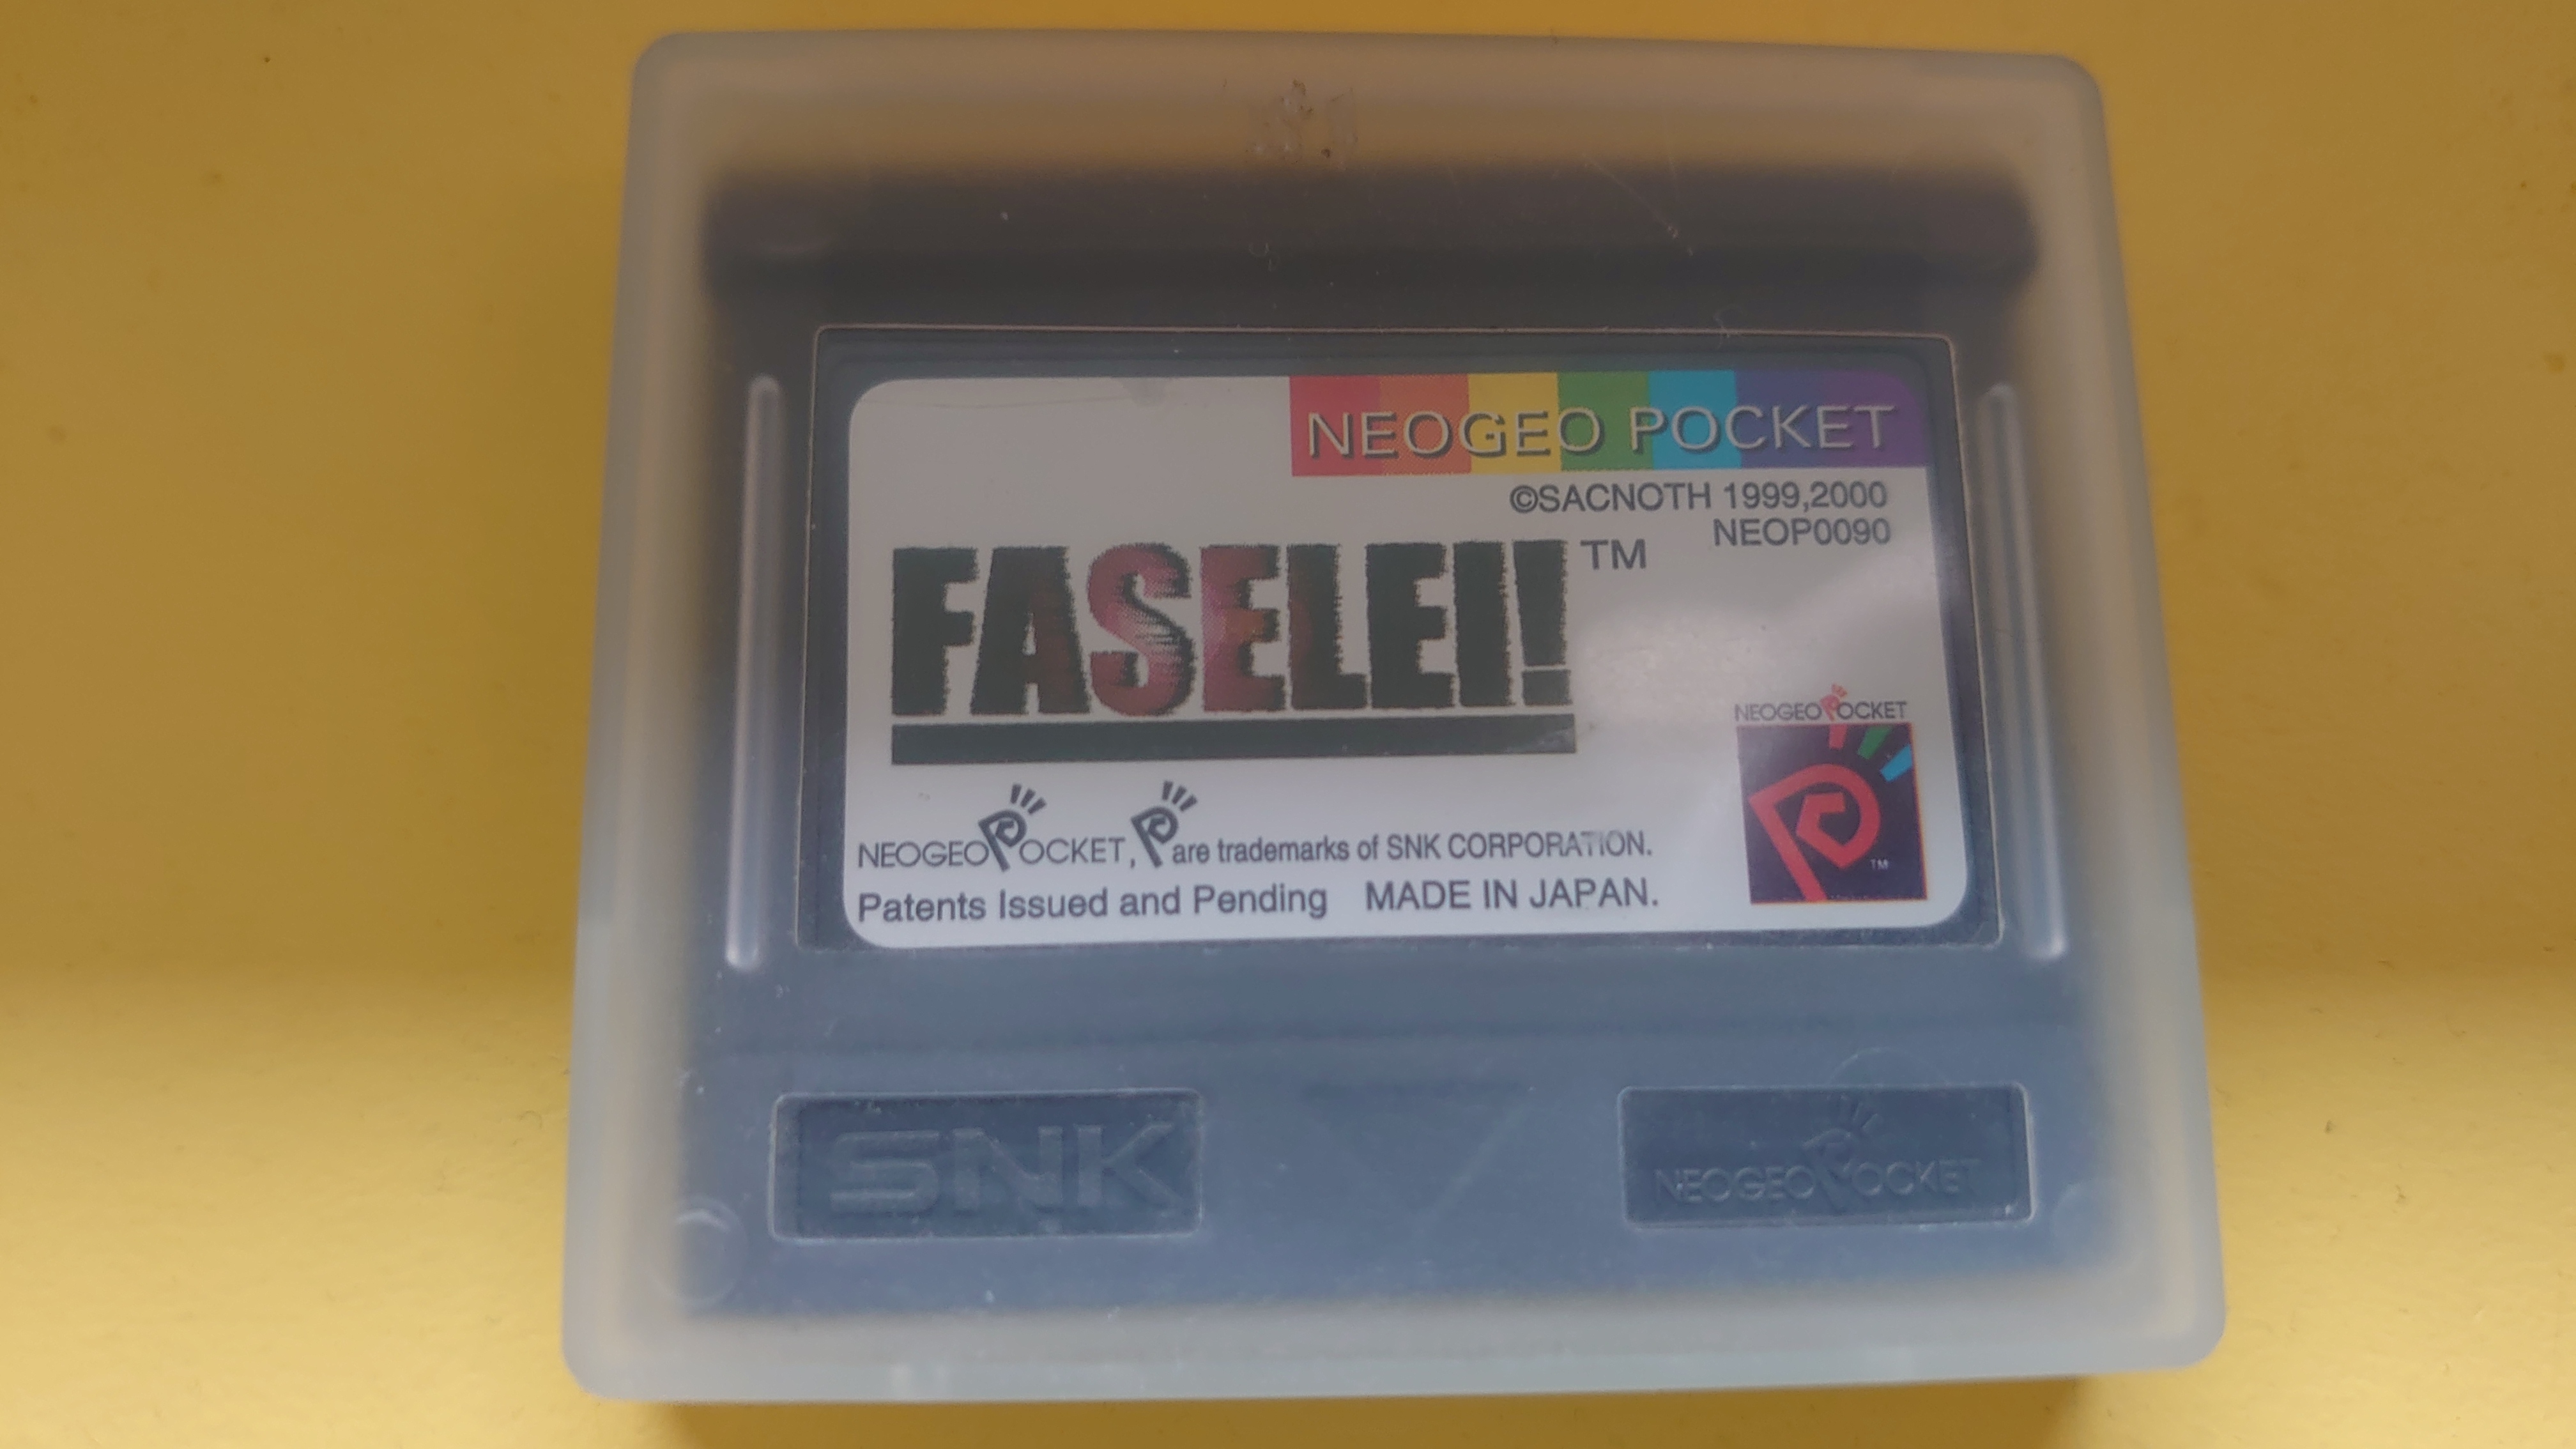 NEOGEO POCKET
©SACNOTH 1999,2000
NEOP0090
FASELEI! TM
NEOGEO POCKET
TM
NEOGEO POCKET, P are trademarks of SNK CORPORATION.
Patents Issued and Pending MADE IN JAPAN.
SNK
NEOGEO POCKET